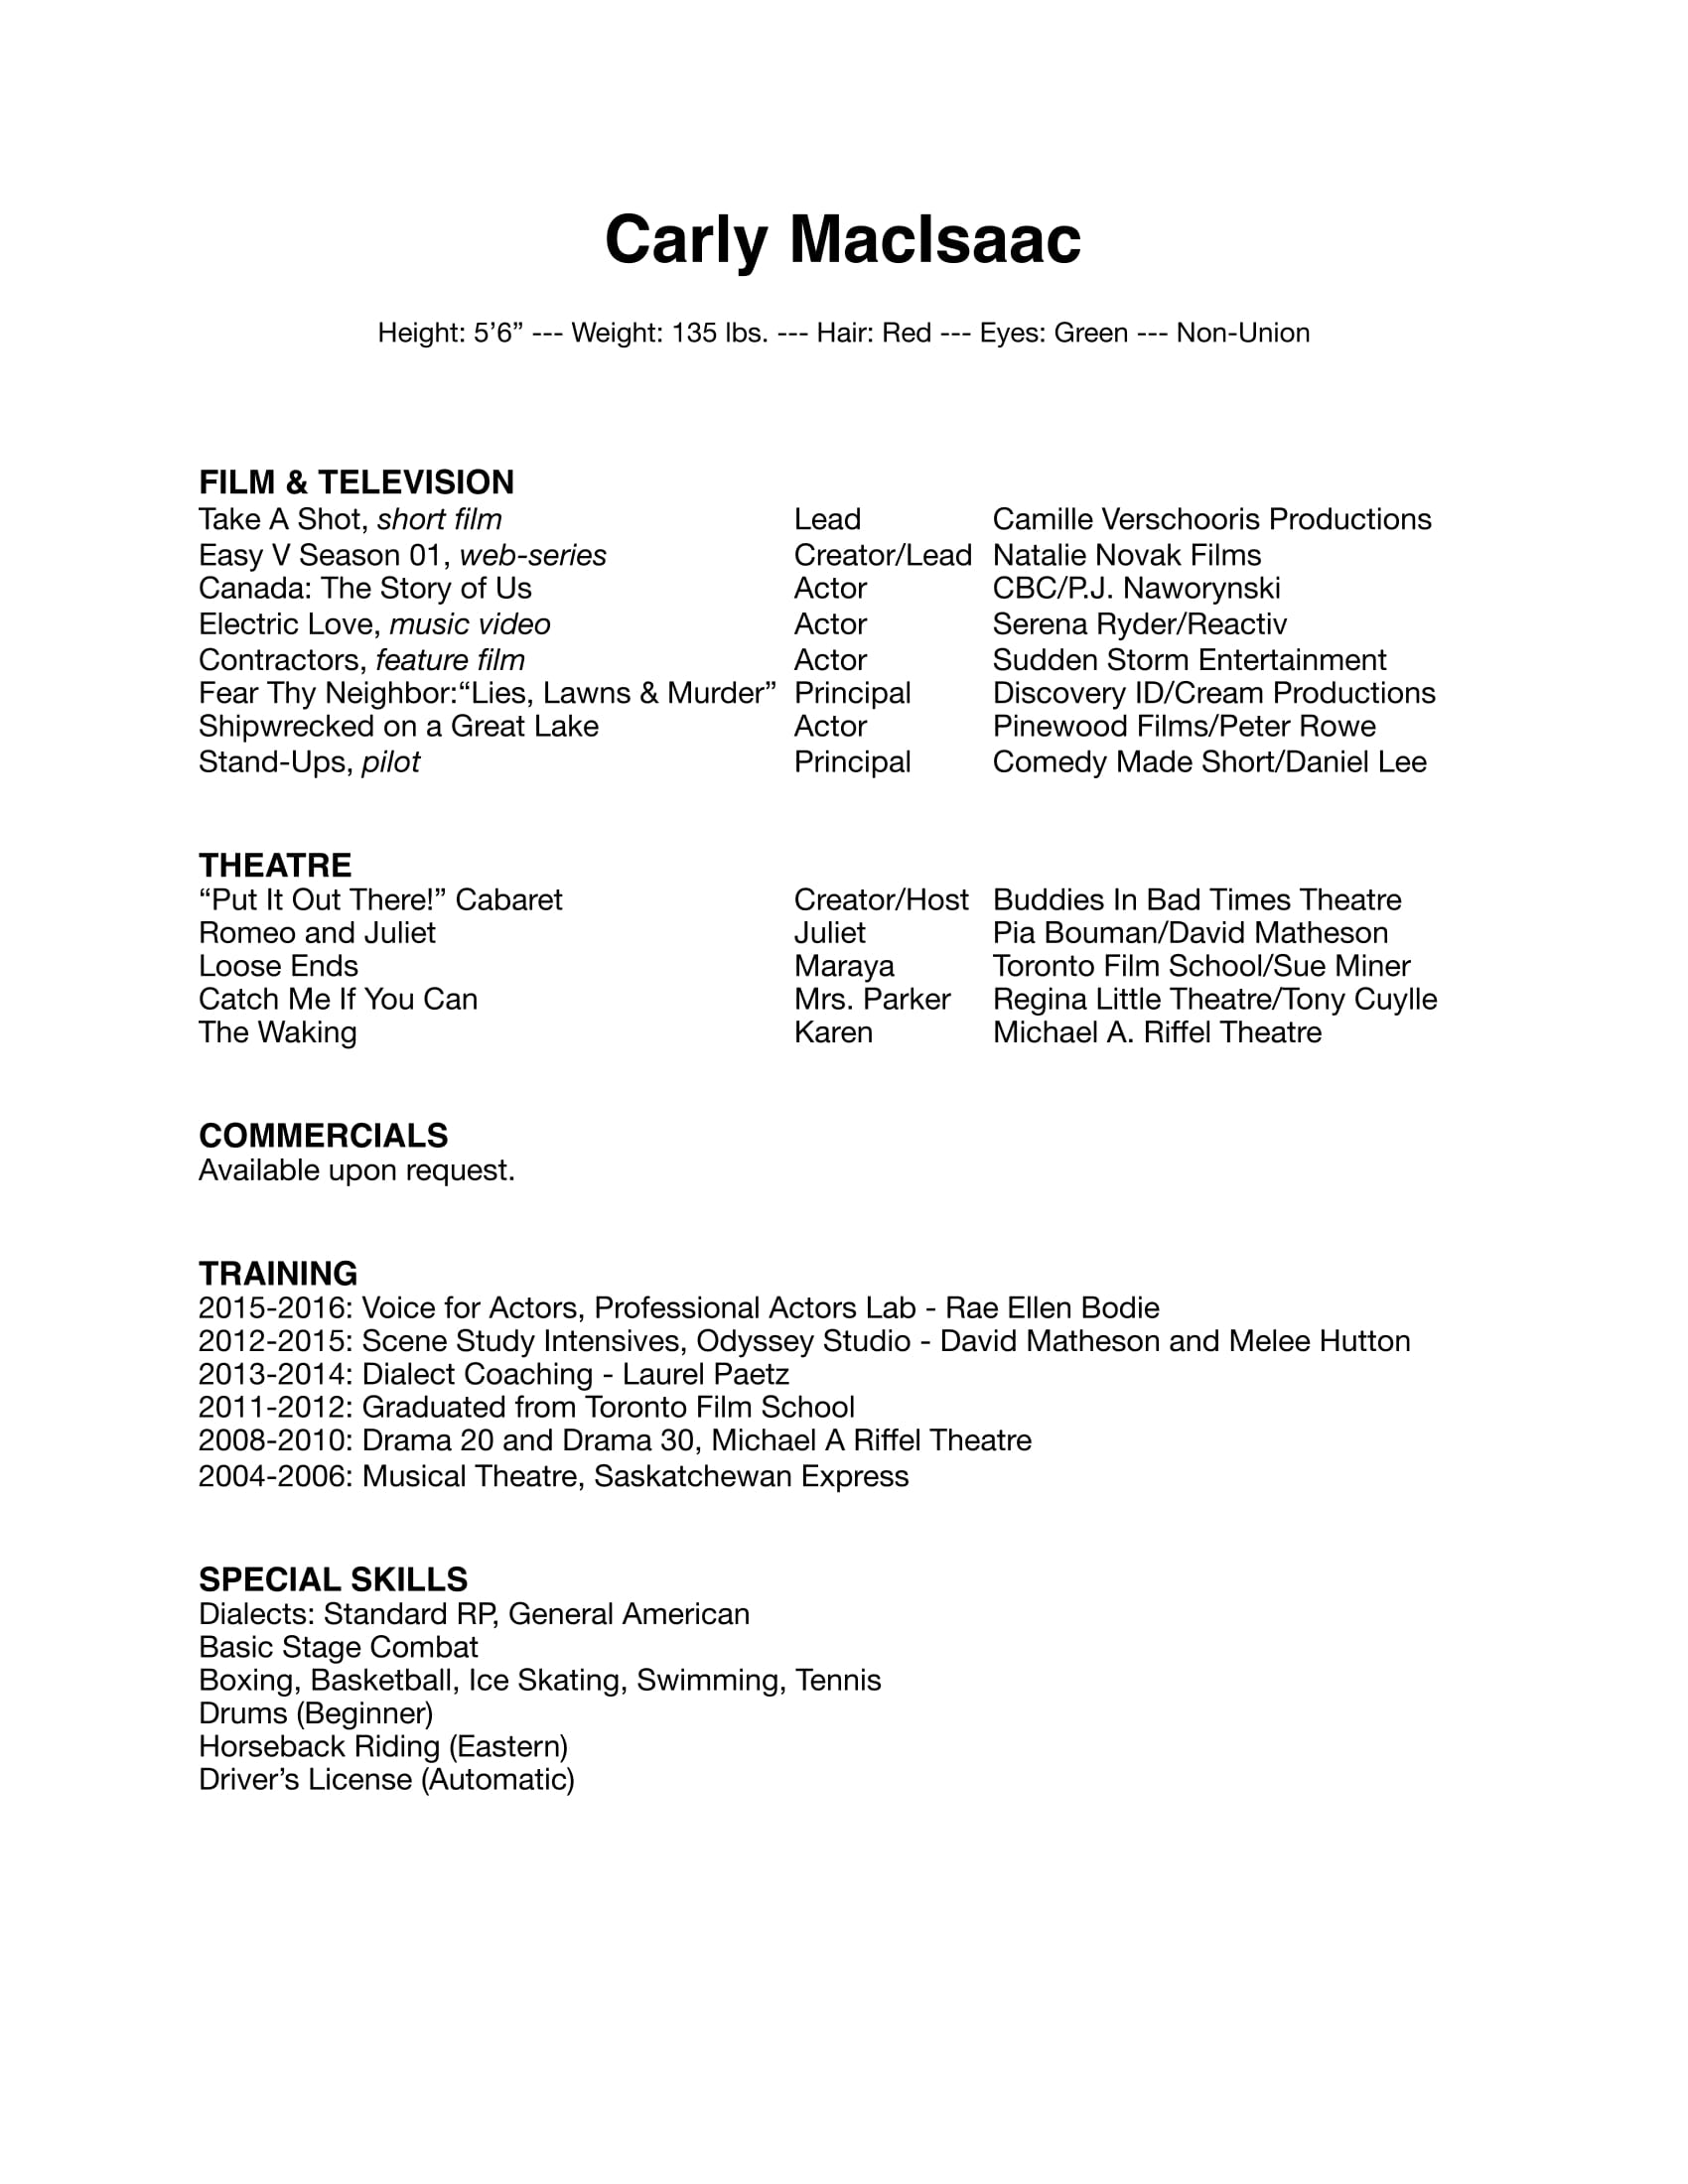 Carly MacIsaac
Height: 5’6” --- Weight: 135 lbs. --- Hair: Red --- Eyes: Green --- Non-Union
FILM & TELEVISION
Take A Shot, short film Lead Camille Verschooris Productions
Easy V Season 01, web-series Creator/Lead Natalie Novak Films
Canada: The Story of Us Actor CBC/P.J. Naworynski
Electric Love, music video Actor Serena Ryder/Reactiv
Contractors, feature film Actor Sudden Storm Entertainment
Fear Thy Neighbor:“Lies, Lawns & Murder” Principal Discovery ID/Cream Productions
Shipwrecked on a Great Lake Actor Pinewood Films/Peter Rowe
Stand-Ups, pilot Principal Comedy Made Short/Daniel Lee
THEATRE
“Put It Out There!” Cabaret Creator/Host Buddies In Bad Times Theatre
Romeo and Juliet Juliet Pia Bouman/David Matheson
Loose Ends Maraya Toronto Film School/Sue Miner
Catch Me If You Can Mrs. Parker Regina Little Theatre/Tony Cuylle
The Waking Karen Michael A. Riffel Theatre
COMMERCIALS
Available upon request.
TRAINING
2015-2016: Voice for Actors, Professional Actors Lab - Rae Ellen Bodie
2012-2015: Scene Study Intensives, Odyssey Studio - David Matheson and Melee Hutton
2013-2014: Dialect Coaching - Laurel Paetz
2011-2012: Graduated from Toronto Film School
2008-2010: Drama 20 and Drama 30, Michael A Riffel Theatre
2004-2006: Musical Theatre, Saskatchewan Express
SPECIAL SKILLS
Dialects: Standard RP, General American
Basic Stage Combat
Boxing, Basketball, Ice Skating, Swimming, Tennis
Drums (Beginner)
Horseback Riding (Eastern)
Driver’s License (Automatic)